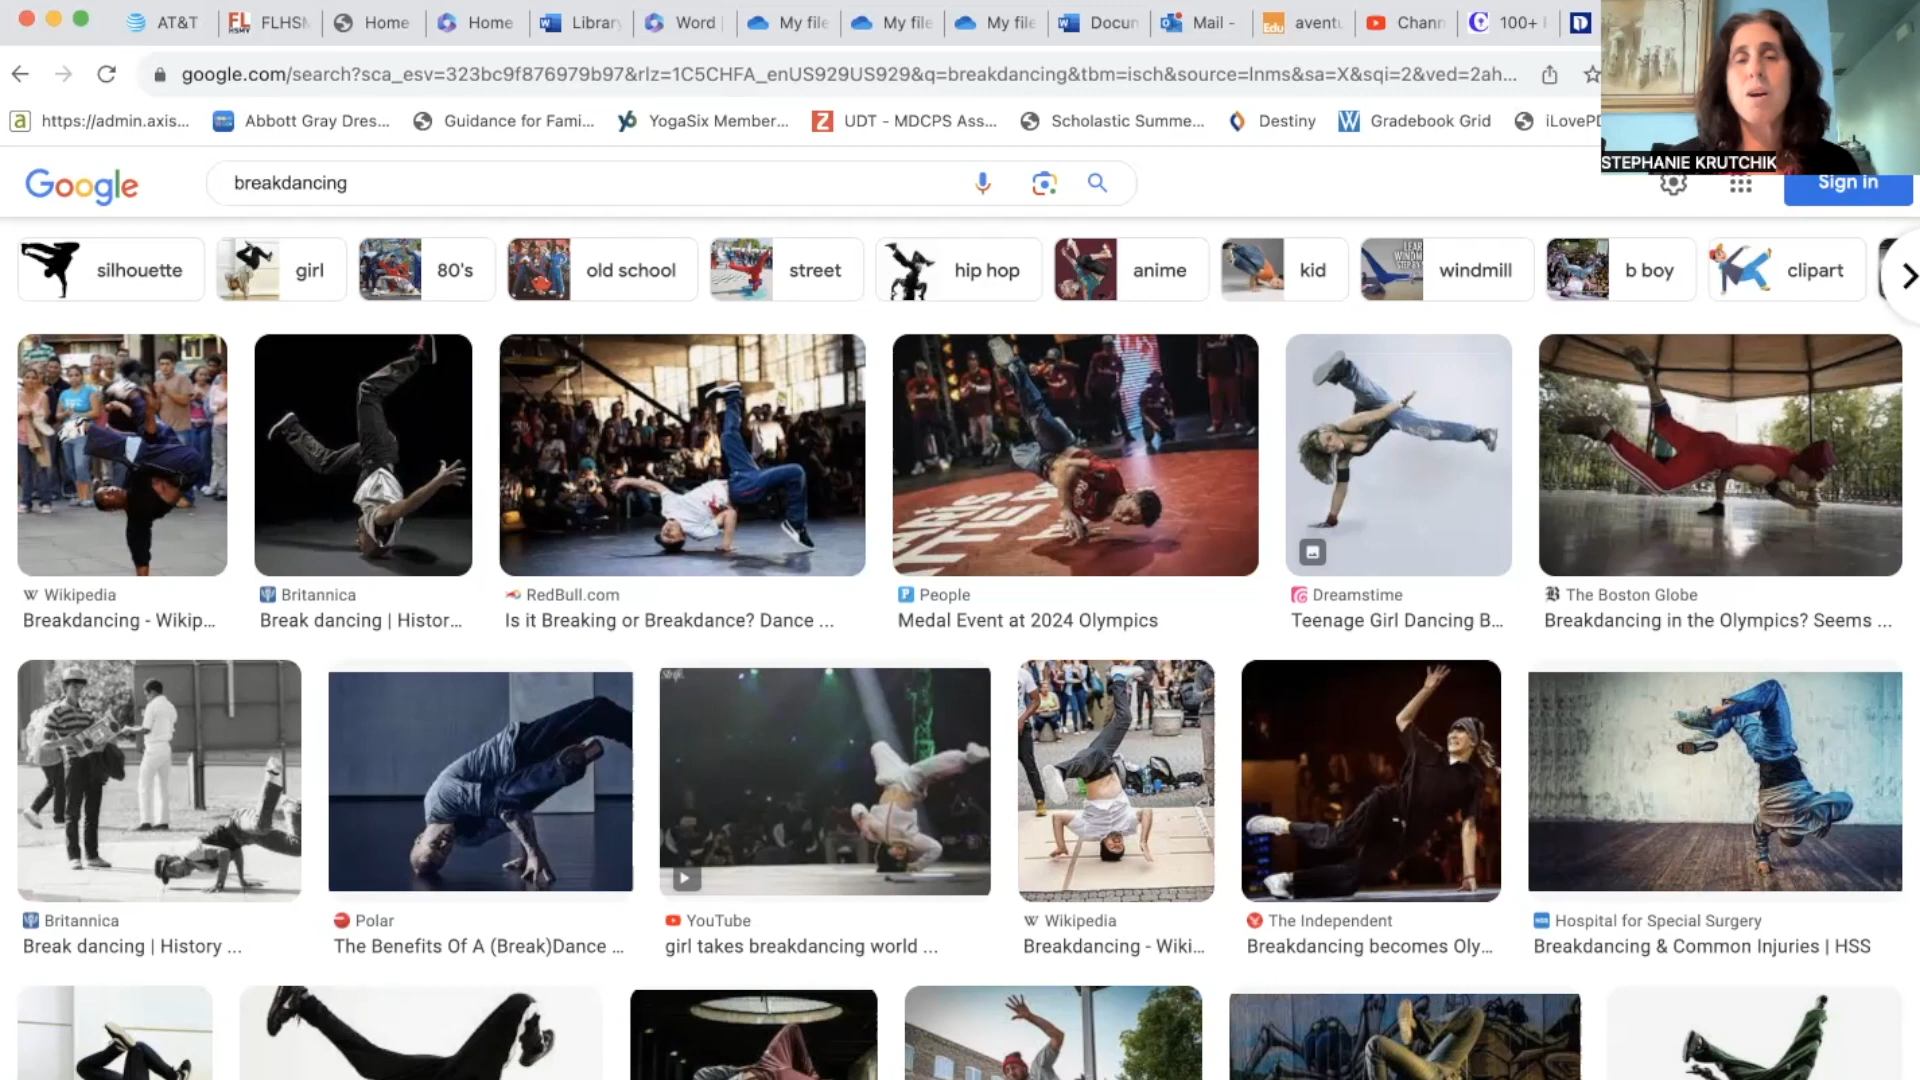 AT&T
FLHSM
Home
Home
Library
Word
My file
My file
My file
Docun
Mail -
aventu
Chann
100+
google.com/search?sca_esv=323bc9f876979b97&rlz=1C5CHFA_enUS929US929&q=breakdancing&tbm=isch&source=lnms&sa=X&sqi=2&ved=2ah...
https://admin.axis...
Abbott Gray Dres...
Guidance for Fami...
YogaSix Member...
UDT - MDCPS Ass...
Scholastic Summe...
Destiny
Gradebook Grid
iLovePD
STEPHANIE KRUTCHIK
Google
breakdancing
Sign in
silhouette
girl
80's
old school
street
hip hop
anime
kid
windmill
b boy
clipart
Wikipedia
Breakdancing - Wikip...
Britannica
Break dancing | Histor...
RedBull.com
Is it Breaking or Breakdance? Dance ...
People
Medal Event at 2024 Olympics
Dreamstime
Teenage Girl Dancing B...
The Boston Globe
Breakdancing in the Olympics? Seems ...
Britannica
Break dancing | History ...
Polar
The Benefits Of A (Break)Dance ...
YouTube
girl takes breakdancing world ...
Wikipedia
Breakdancing - Wiki...
The Independent
Breakdancing becomes Oly...
Hospital for Special Surgery
Breakdancing & Common Injuries | HSS